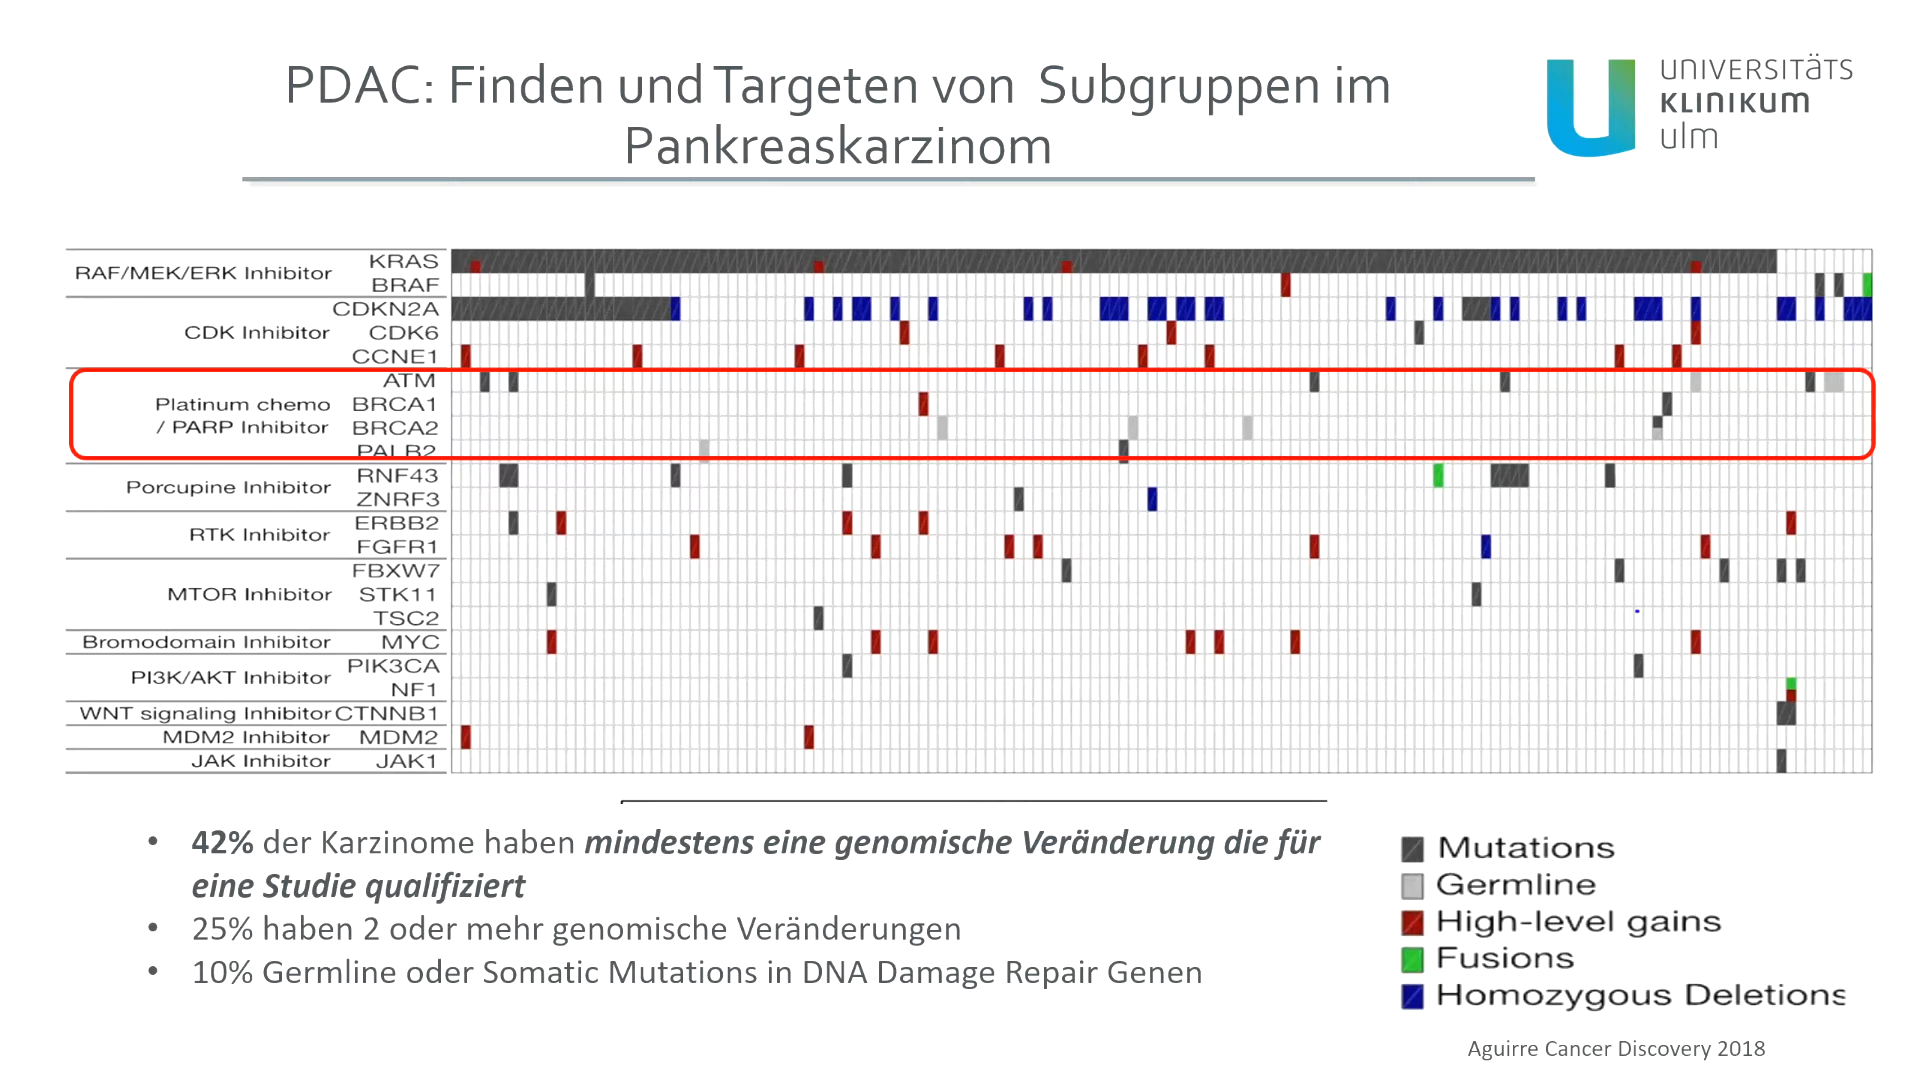 PDAC: Finden und Targeten von Subgruppen im
Pankreaskarzinom
UNIVERSITäTS
KLINIKUM
ulm
RAF/MEK/ERK Inhibitor
KRAS
BRAF
CDK Inhibitor
CDKN2A
CDK6
CCNE1
Platinum chemo
/ PARP Inhibitor
ATM
BRCA1
BRCA2
PALB2
Porcupine Inhibitor
RNF43
ZNRF3
RTK Inhibitor
ERBB2
FGFR1
MTOR Inhibitor
FBXW7
STK11
TSC2
Bromodomain Inhibitor
MYC
PI3K/AKT Inhibitor
PIK3CA
NF1
WNT signaling Inhibitor
CTNNB1
MDM2 Inhibitor
MDM2
JAK Inhibitor
JAK1
• 42% der Karzinome haben mindestens eine genomische Veränderung die für
eine Studie qualifiziert
• 25% haben 2 oder mehr genomische Veränderungen
• 10% Germline oder Somatic Mutations in DNA Damage Repair Genen
Mutations
Germline
High-level gains
Fusions
Homozygous Deletions
Aguirre Cancer Discovery 2018